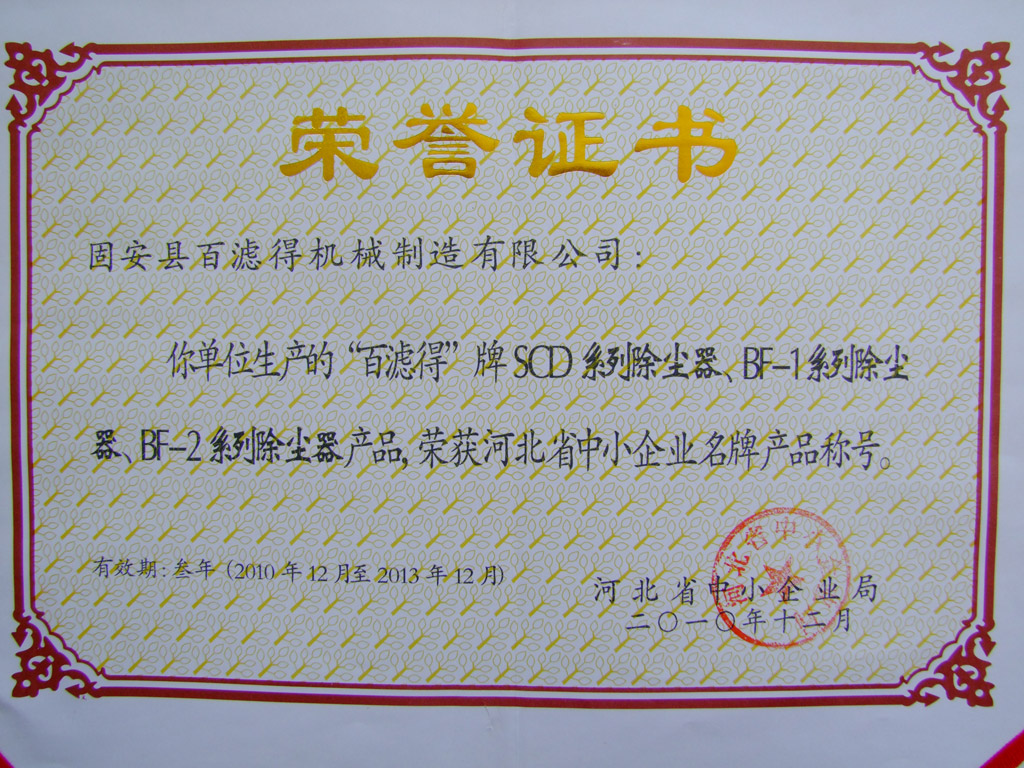 荣誉证书
固安县百滤得机械制造有限公司：
你单位生产的“百滤得”牌SCD系列除尘器、BF-1系列除尘
器、BF-2系列除尘器产品，荣获河北省中小企业名牌产品称号。
有效期：叁年（2010年12月至2013年12月）
河北省中小企业局
二〇一〇年十二月
河北省中小